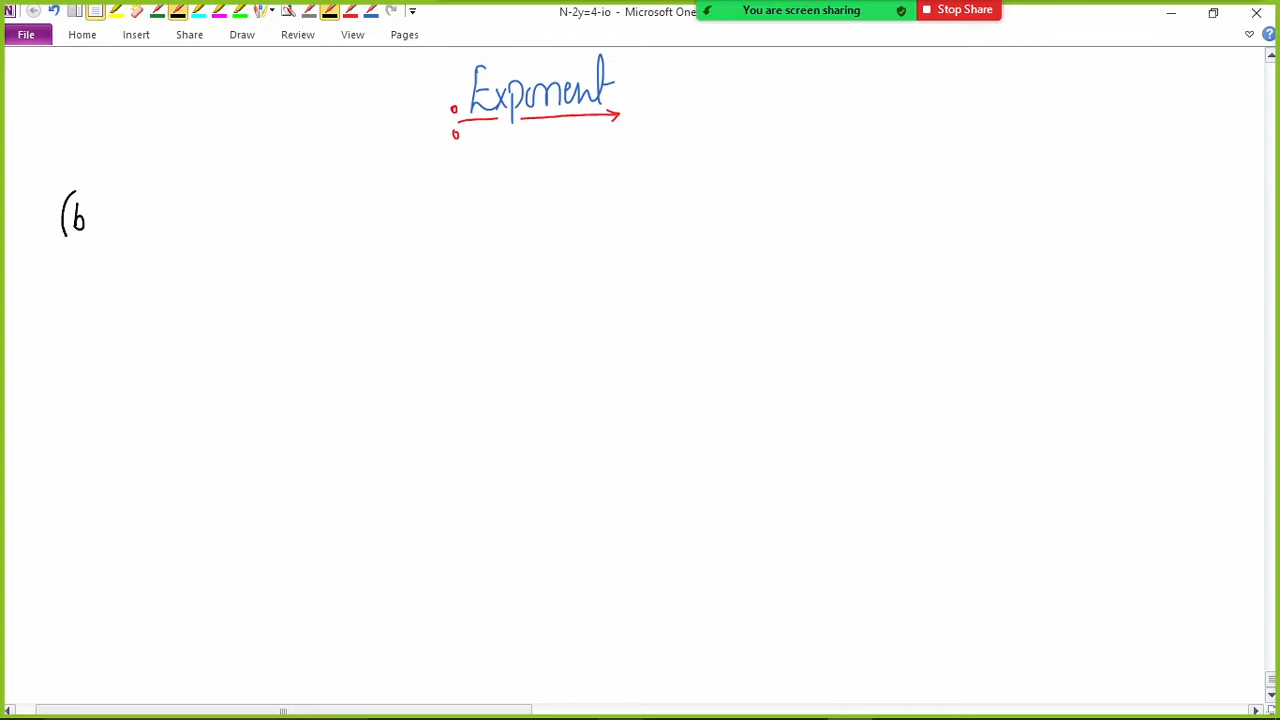 N-2y=4-io - Microsoft One
You are screen sharing
Stop Share
File Home Insert Share Draw Review View Pages
Exponent
(b